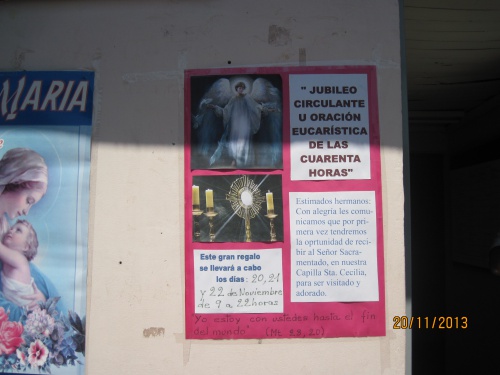 MARIA
" JUBILEO
CIRCULANTE
U ORACIÓN
EUCARÍSTICA
DE LAS
CUARENTA
HORAS"
Estimados hermanos:
Con alegría les comu-
nicamos que por pri-
mera vez tendremos
la oprtunidad de reci-
bir al Señor Sacra-
mentado, en nuestra
Capilla Sta. Cecilia,
para ser visitado y
adorado.
Este gran regalo
se llevará a cabo
los días: 20, 21
y 22 de Noviembre
de 9 a 22 horas
"Yo estoy con ustedes hasta el fin
del mundo" (Mt 28, 20)
20/11/2013